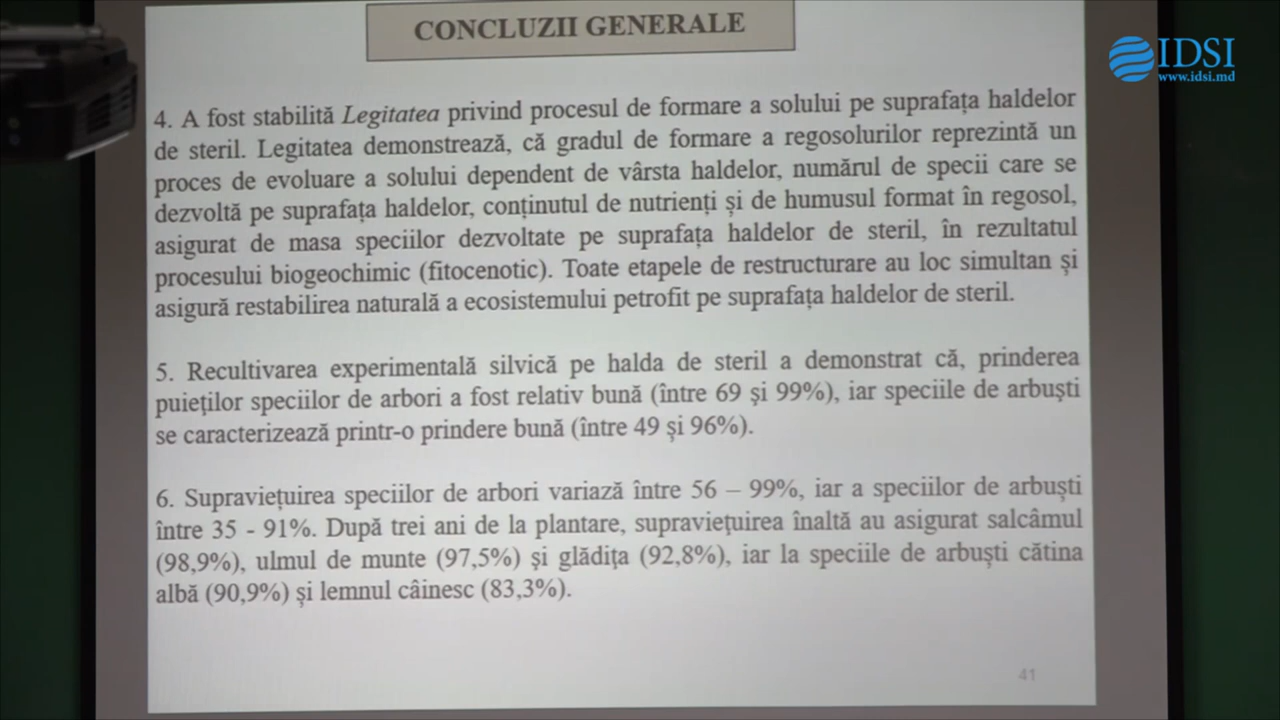 CONCLUZII GENERALE
IDSI
www.idsi.md
4. A fost stabilită Legitatea privind procesul de formare a solului pe suprafața haldelor
de steril. Legitatea demonstrează, că gradul de formare a regosolurilor reprezintă un
proces de evoluare a solului dependent de vârsta haldelor, numărul de specii care se
dezvoltă pe suprafața haldelor, conținutul de nutrienți și de humusul format în regosol,
asigurat de masa speciilor dezvoltate pe suprafața haldelor de steril, în rezultatul
procesului biogeochimic (fitocenotic). Toate etapele de restructurare au loc simultan și
asigură restabilirea naturală a ecosistemului petrofit pe suprafața haldelor de steril.
5. Recultivarea experimentală silvică pe halda de steril a demonstrat că, prinderea
puieților speciilor de arbori a fost relativ bună (între 69 şi 99%), iar speciile de arbuşti
se caracterizează printr-o prindere bună (între 49 și 96%).
6. Supraviețuirea speciilor de arbori variază între 56 – 99%, iar a speciilor de arbuşti
între 35 - 91%. După trei ani de la plantare, supraviețuirea înaltă au asigurat salcâmul
(98,9%), ulmul de munte (97,5%) şi glădiţa (92,8%), iar la speciile de arbuşti cătina
albă (90,9%) și lemnul câinesc (83,3%).
41